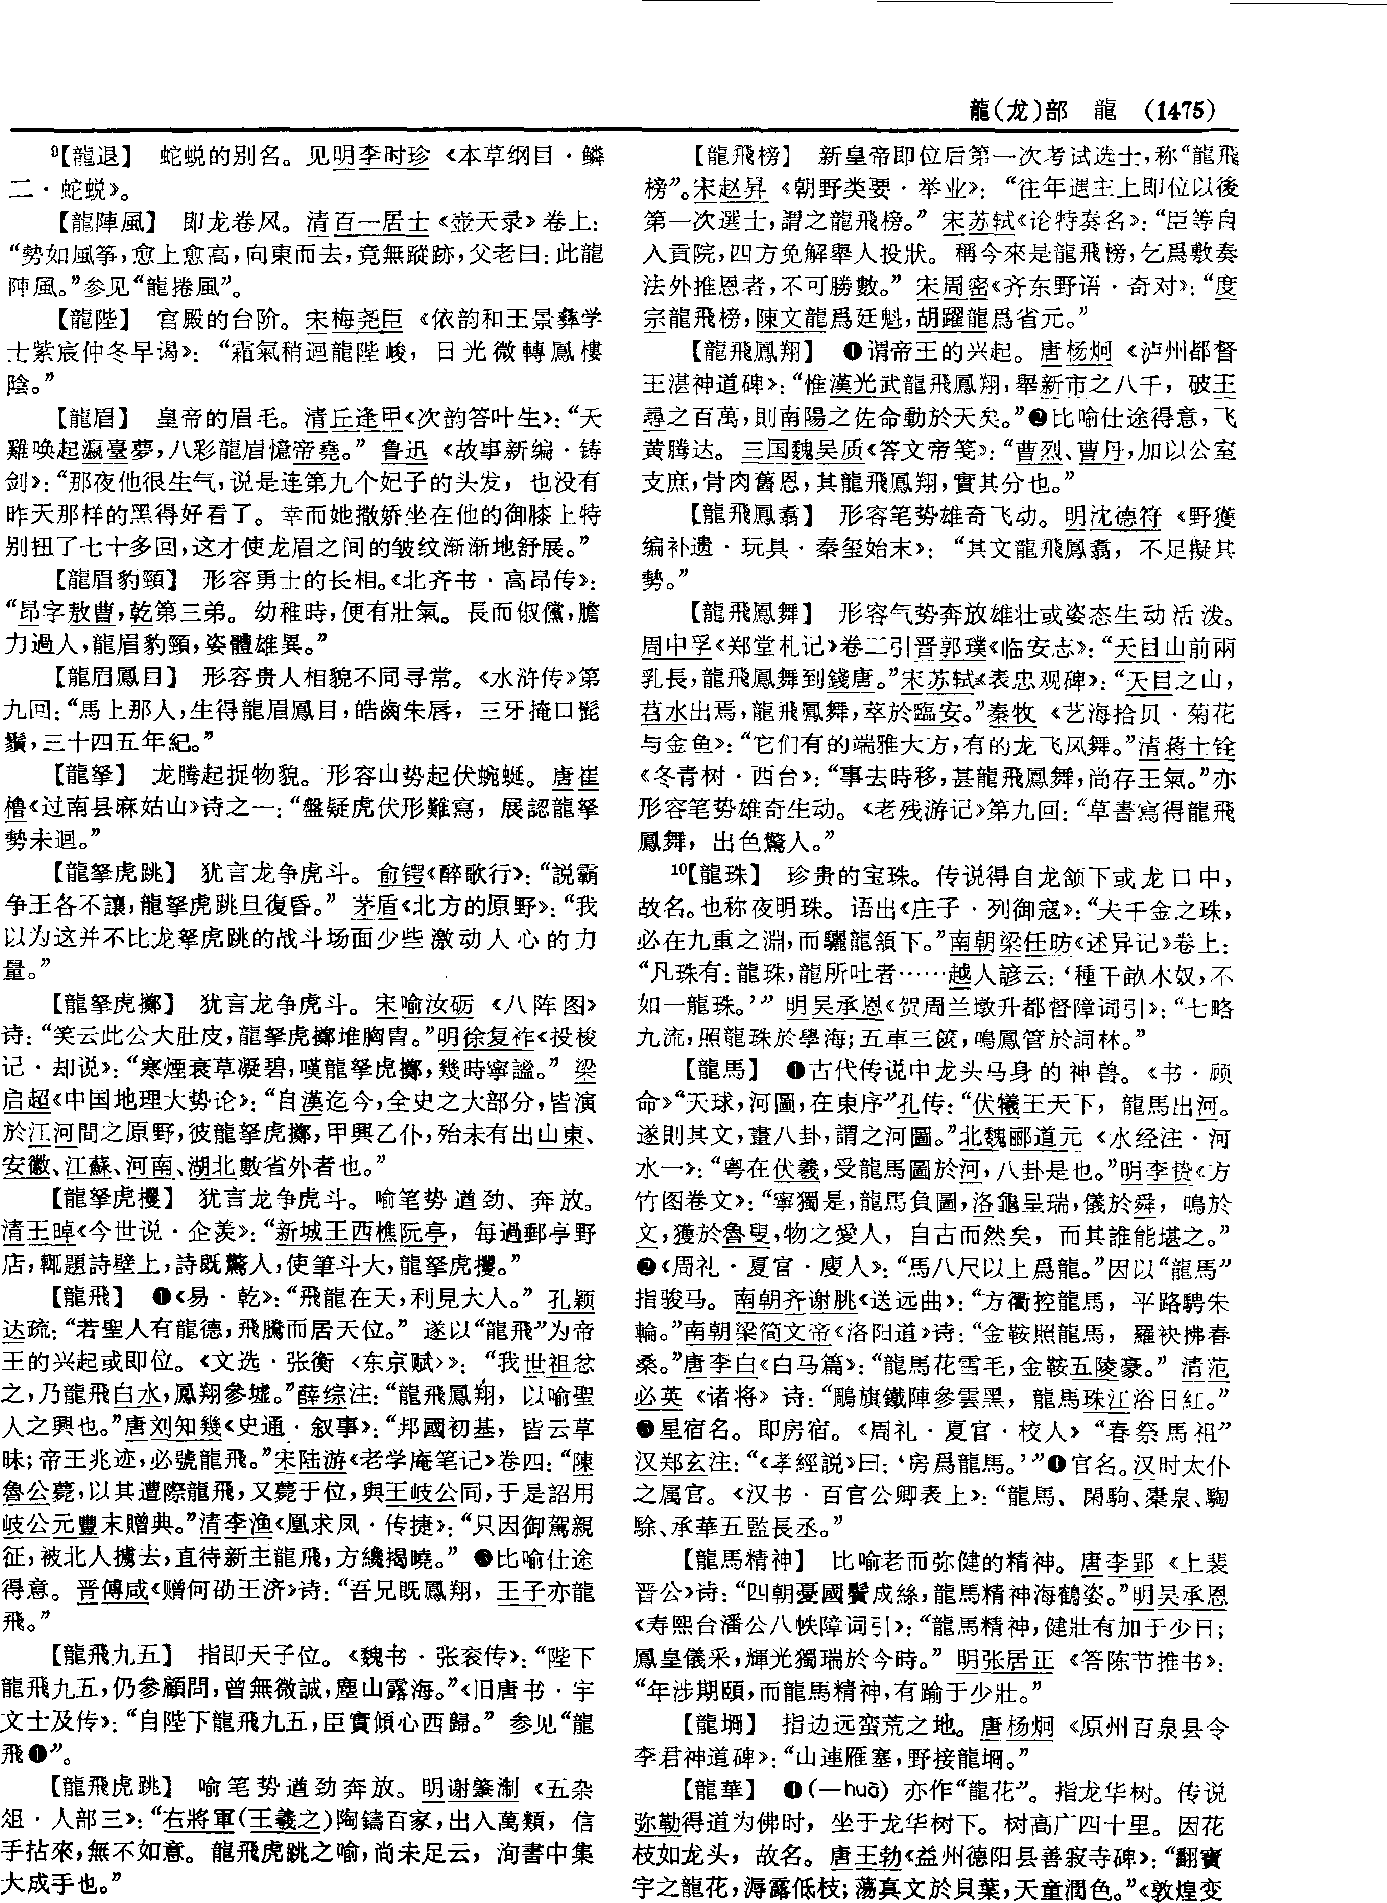 龍(龙)部　龍　(1475)
⁹【龍退】　蛇蜕的别名。见明李时珍《本草纲目·鳞
二·蛇蜕》。
【龍陣風】　即龙卷风。清百一居士《壶天录》卷上：
“勢如風筝，愈上愈高，向東而去，竟無蹤跡，父老曰：此龍
陣風。”参见“龍捲風”。
【龍陛】　宫殿的台阶。宋梅尧臣《依韵和王景彝学
士紫宸仲冬早谒》：“霜氣稍迴龍陛峻，日光微轉鳳樓
陰。”
【龍眉】　皇帝的眉毛。清丘逢甲《次韵答叶生》：“天
雞唤起瀛臺夢，八彩龍眉憶帝堯。”鲁迅《故事新编·铸
剑》：“那夜他很生气，说是连第九个妃子的头发，也没有
昨天那样的黑得好看了。幸而她撒娇坐在他的御膝上特
别扭了七十多回，这才使龙眉之间的皱纹渐渐地舒展。”
【龍眉豹頸】　形容勇士的长相。《北齐书·高昂传》：
“昂字敖曹，乾第三弟。幼稚時，便有壯氣。長而俶儻，膽
力過人，龍眉豹頸，姿體雄異。”
【龍眉鳳目】　形容贵人相貌不同寻常。《水浒传》第
九回：“馬上那人，生得龍眉鳳目，皓齒朱唇，三牙掩口髭
鬚，三十四五年紀。”
【龍拏】　龙腾起捉物貌。形容山势起伏蜿蜒。唐崔
櫓《过南县麻姑山》诗之一：“盤疑虎伏形難寫，展認龍拏
勢未迴。”
【龍拏虎跳】　犹言龙争虎斗。俞锷《醉歌行》：“説霸
争王各不讓，龍拏虎跳旦復昏。”茅盾《北方的原野》：“我
以为这并不比龙拏虎跳的战斗场面少些激动人心的力
量。”
【龍拏虎擲】　犹言龙争虎斗。宋喻汝砺《八阵图》
诗：“笑云此公大肚皮，龍拏虎擲堆胸胃。”明徐复祚《投梭
记·却说》：“寒煙衰草凝碧，嘆龍拏虎擲，幾時寧謐。”梁
启超《中国地理大势论》：“自漢迄今，全史之大部分，皆演
於江河間之原野，彼龍拏虎擲，甲興乙仆，殆未有出山東、
安徽、江蘇、河南、湖北數省外者也。”
【龍拏虎攫】　犹言龙争虎斗。喻笔势遒劲、奔放。
清王晫《今世说·企羡》：“新城王西樵阮亭，每過郵亭野
店，輒題詩壁上，詩既驚人，使筆斗大，龍拏虎攫。”
【龍飛】　❶《易·乾》：“飛龍在天，利見大人。”孔颖
达疏：“若聖人有龍德，飛騰而居天位。”遂以“龍飛”为帝
王的兴起或即位。《文选·张衡〈东京赋〉》：“我世祖忿
之，乃龍飛白水，鳳翔參墟。”薛综注：“龍飛鳳翔，以喻聖
人之興也。”唐刘知幾《史通·叙事》：“邦國初基，皆云草
昧；帝王兆迹，必號龍飛。”宋陆游《老学庵笔记》卷四：“陳
魯公薨，以其遭際龍飛，又薨于位，與王岐公同，于是詔用
岐公元豐末贈典。”清李渔《凰求凤·传捷》：“只因御駕親
征，被北人擄去，直待新主龍飛，方纔揭曉。”❷比喻仕途
得意。晋傅咸《赠何劭王济》诗：“吾兄既鳳翔，王子亦龍
飛。”
【龍飛九五】　指即天子位。《魏书·张衮传》：“陛下
龍飛九五，仍參顧問，曾無微誠，塵山露海。”《旧唐书·宇
文士及传》：“自陛下龍飛九五，臣實傾心西歸。”参见“龍
飛❶”。
【龍飛虎跳】　喻笔势遒劲奔放。明谢肇淛《五杂
俎·人部三》：“右將軍(王羲之)陶鑄百家，出入萬類，信
手拈來，無不如意。龍飛虎跳之喻，尚未足云，洵書中集
大成手也。”
【龍飛榜】　新皇帝即位后第一次考试选士，称“龍飛
榜”。宋赵昇《朝野类要·举业》：“往年遇主上即位以後
第一次選士，謂之龍飛榜。”宋苏轼《论特奏名》：“臣等自
入貢院，四方免解舉人投狀。稱今來是龍飛榜，乞爲敷奏
法外推恩者，不可勝數。”宋周密《齐东野语·奇对》：“度
宗龍飛榜，陳文龍爲廷魁，胡躍龍爲省元。”
【龍飛鳳翔】　❶谓帝王的兴起。唐杨炯《泸州都督
王湛神道碑》：“惟漢光武龍飛鳳翔，舉新市之八千，破王
尋之百萬，則南陽之佐命動於天矣。”❷比喻仕途得意，飞
黄腾达。三国魏吴质《答文帝笺》：“曹烈、曹丹，加以公室
支庶，骨肉舊恩，其龍飛鳳翔，實其分也。”
【龍飛鳳翥】　形容笔势雄奇飞动。明沈德符《野獲
编补遗·玩具·秦玺始末》：“其文龍飛鳳翥，不足擬其
勢。”
【龍飛鳳舞】　形容气势奔放雄壮或姿态生动活泼。
周中孚《郑堂札记》卷二引晋郭璞《临安志》：“天目山前兩
乳長，龍飛鳳舞到錢唐。”宋苏轼《表忠观碑》：“天目之山，
苕水出焉，龍飛鳳舞，萃於臨安。”秦牧《艺海拾贝·菊花
与金鱼》：“它们有的端雅大方，有的龙飞凤舞。”清蒋士铨
《冬青树·西台》：“事去時移，甚龍飛鳳舞，尚存王氣。”亦
形容笔势雄奇生动。《老残游记》第九回：“草書寫得龍飛
鳳舞，出色驚人。”
¹⁰【龍珠】　珍贵的宝珠。传说得自龙颔下或龙口中，
故名。也称夜明珠。语出《庄子·列御寇》：“夫千金之珠，
必在九重之淵，而驪龍頷下。”南朝梁任昉《述异记》卷上：
“凡珠有：龍珠，龍所吐者……越人諺云：‘種千畝木奴，不
如一龍珠。’”明吴承恩《贺周兰墩升都督障词引》：“七略
九流，照龍珠於學海；五車三篋，鳴鳳管於詞林。”
【龍馬】　❶古代传说中龙头马身的神兽。《书·顾
命》“天球，河圖，在東序”孔传：“伏犧王天下，龍馬出河。
遂則其文，畫八卦，謂之河圖。”北魏郦道元《水经注·河
水一》：“粤在伏羲，受龍馬圖於河，八卦是也。”明李贽《方
竹图卷文》：“寧獨是，龍馬負圖，洛龜呈瑞，儀於舜，鳴於
文，獲於魯叟，物之愛人，自古而然矣，而其誰能堪之。”
❷《周礼·夏官·廋人》：“馬八尺以上爲龍。”因以“龍馬”
指骏马。南朝齐谢朓《送远曲》：“方衢控龍馬，平路騁朱
輪。”南朝梁简文帝《洛阳道》诗：“金鞍照龍馬，羅袂拂春
桑。”唐李白《白马篇》：“龍馬花雪毛，金鞍五陵豪。”清范
必英《诸将》诗：“鵰旗鐵陣參雲黑，龍馬珠江浴日紅。”
❸星宿名。即房宿。《周礼·夏官·校人》“春祭馬祖”
汉郑玄注：“《孝經説》曰：‘房爲龍馬。’”❹官名。汉时太仆
之属官。《汉书·百官公卿表上》：“龍馬、閑駒、橐泉、騊
駼、承華五監長丞。”
【龍馬精神】　比喻老而弥健的精神。唐李郢《上裴
晋公》诗：“四朝憂國鬢成絲，龍馬精神海鶴姿。”明吴承恩
《寿熙台潘公八帙障词引》：“龍馬精神，健壯有加于少日；
鳳皇儀采，輝光獨瑞於今時。”明张居正《答陈节推书》：
“年涉期頤，而龍馬精神，有踰于少壯。”
【龍堈】　指边远蛮荒之地。唐杨炯《原州百泉县令
李君神道碑》：“山連雁塞，野接龍堈。”
【龍華】　❶(—huā)亦作“龍花”。指龙华树。传说
弥勒得道为佛时，坐于龙华树下。树高广四十里。因花
枝如龙头，故名。唐王勃《益州德阳县善寂寺碑》：“翻寶
宇之龍花，溽露低枝；蕩真文於貝葉，天童潤色。”《敦煌变